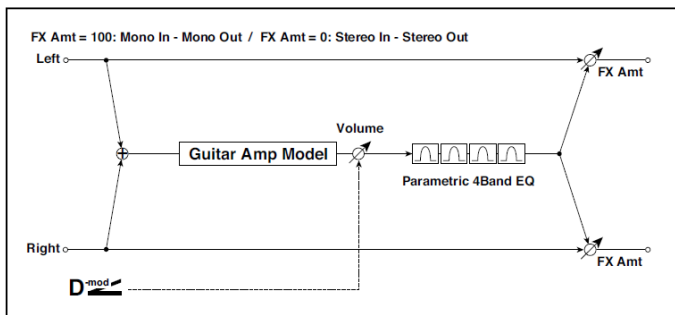 FX Amt = 100: Mono In - Mono Out / FX Amt = 0: Stereo In - Stereo Out
Left
FX Amt
Volume
Guitar Amp Model
Parametric 4Band EQ
Right
FX Amt
D-mod